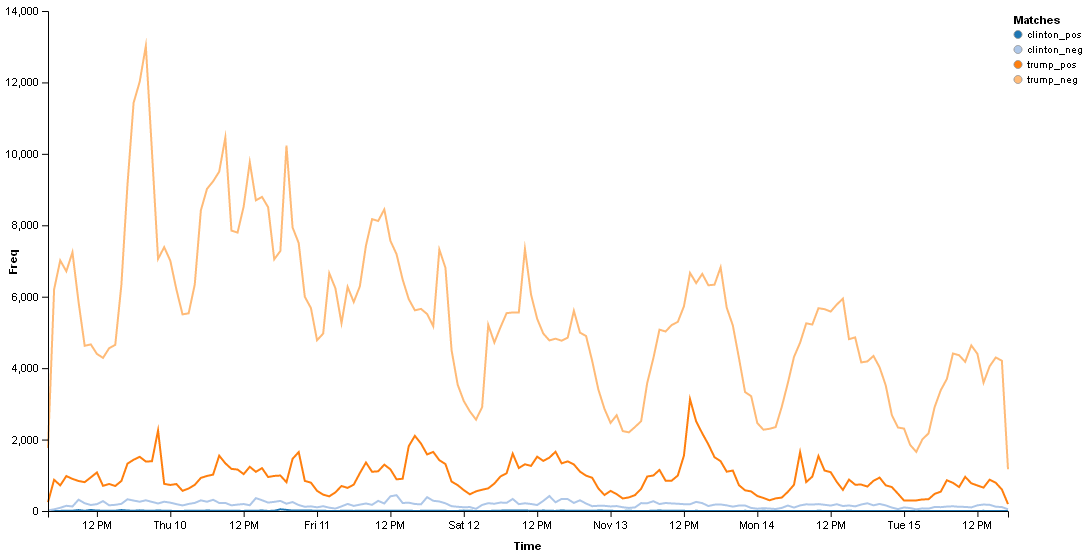 14,000
12,000
10,000
8,000
6,000
4,000
2,000
0
Freq
12 PM Thu 10 12 PM Fri 11 12 PM Sat 12 12 PM Nov 13 12 PM Mon 14 12 PM Tue 15 12 PM
Time
Matches
clinton_pos
clinton_neg
trump_pos
trump_neg